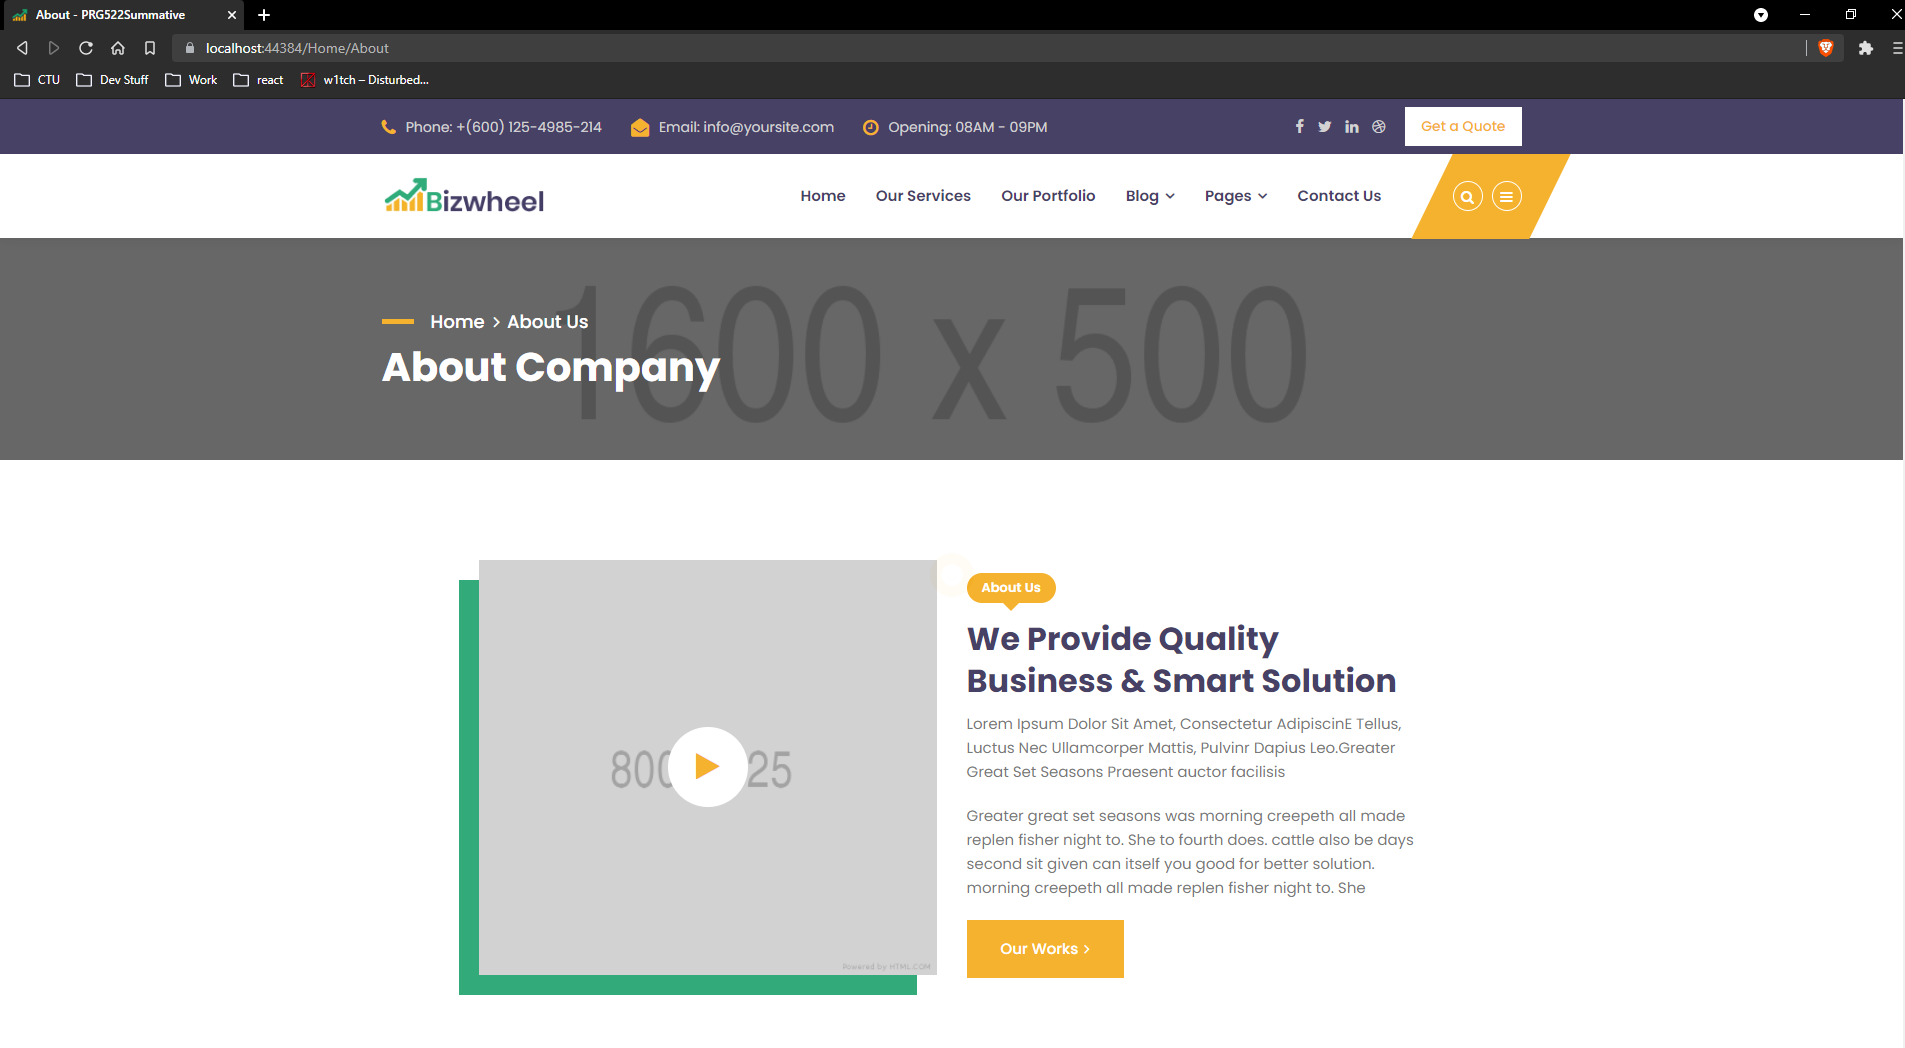 About - PRG522Summative
localhost:44384/Home/About
CTU Dev Stuff Work react w1tch – Disturbed...
Phone: +(600) 125-4985-214 Email: info@yoursite.com Opening: 08AM - 09PM Get a Quote
Bizwheel Home Our Services Our Portfolio Blog Pages Contact Us
1600 x 500
Home > About Us
About Company
About Us
We Provide Quality
Business & Smart Solution
Lorem Ipsum Dolor Sit Amet, Consectetur AdipiscinE Tellus,
Luctus Nec Ullamcorper Mattis, Pulvinr Dapius Leo.Greater
Great Set Seasons Praesent auctor facilisis
800 25
Greater great set seasons was morning creepeth all made
replen fisher night to. She to fourth does. cattle also be days
second sit given can itself you good for better solution.
morning creepeth all made replen fisher night to. She
Our Works >
Powered by HTML.COM